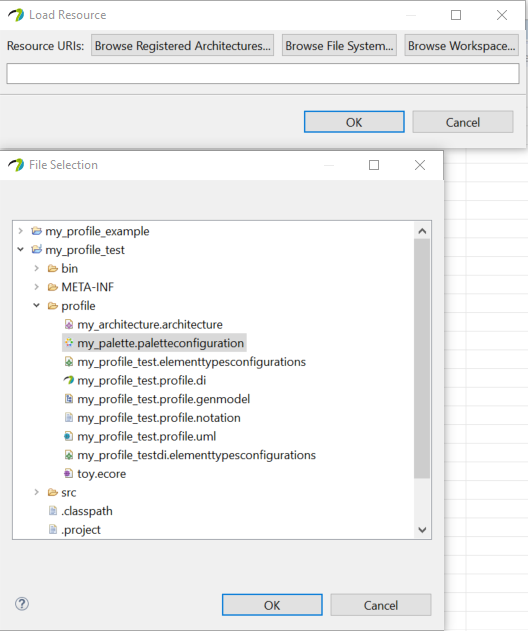 Load Resource
Resource URIs: Browse Registered Architectures... Browse File System... Browse Workspace...
OK Cancel
File Selection
my_profile_example
my_profile_test
bin
META-INF
profile
my_architecture.architecture
my_palette.paletteconfiguration
my_profile_test.elementtypesconfigurations
my_profile_test.profile.di
my_profile_test.profile.genmodel
my_profile_test.profile.notation
my_profile_test.profile.uml
my_profile_testdi.elementtypesconfigurations
toy.ecore
src
.classpath
.project
OK Cancel